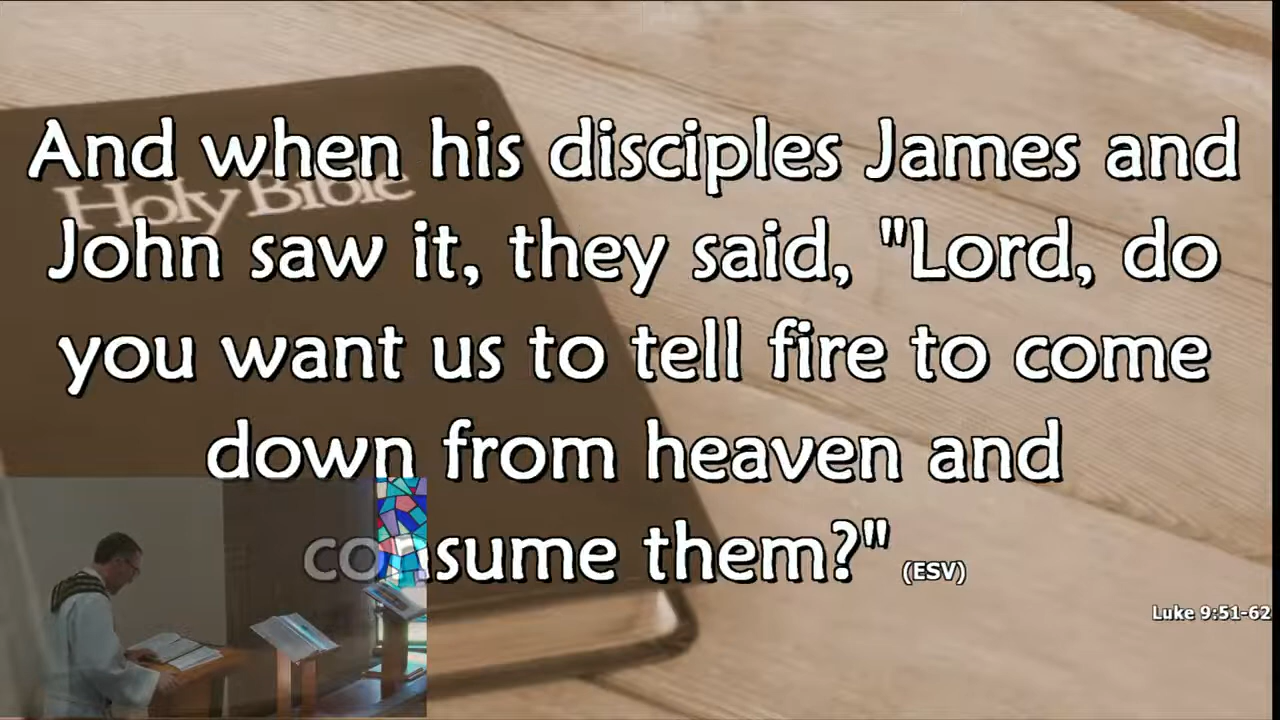 And when his disciples James and
Holy Bible
John saw it, they said, "Lord, do
you want us to tell fire to come
down from heaven and
consume them?" (ESV)
Luke 9:51-62